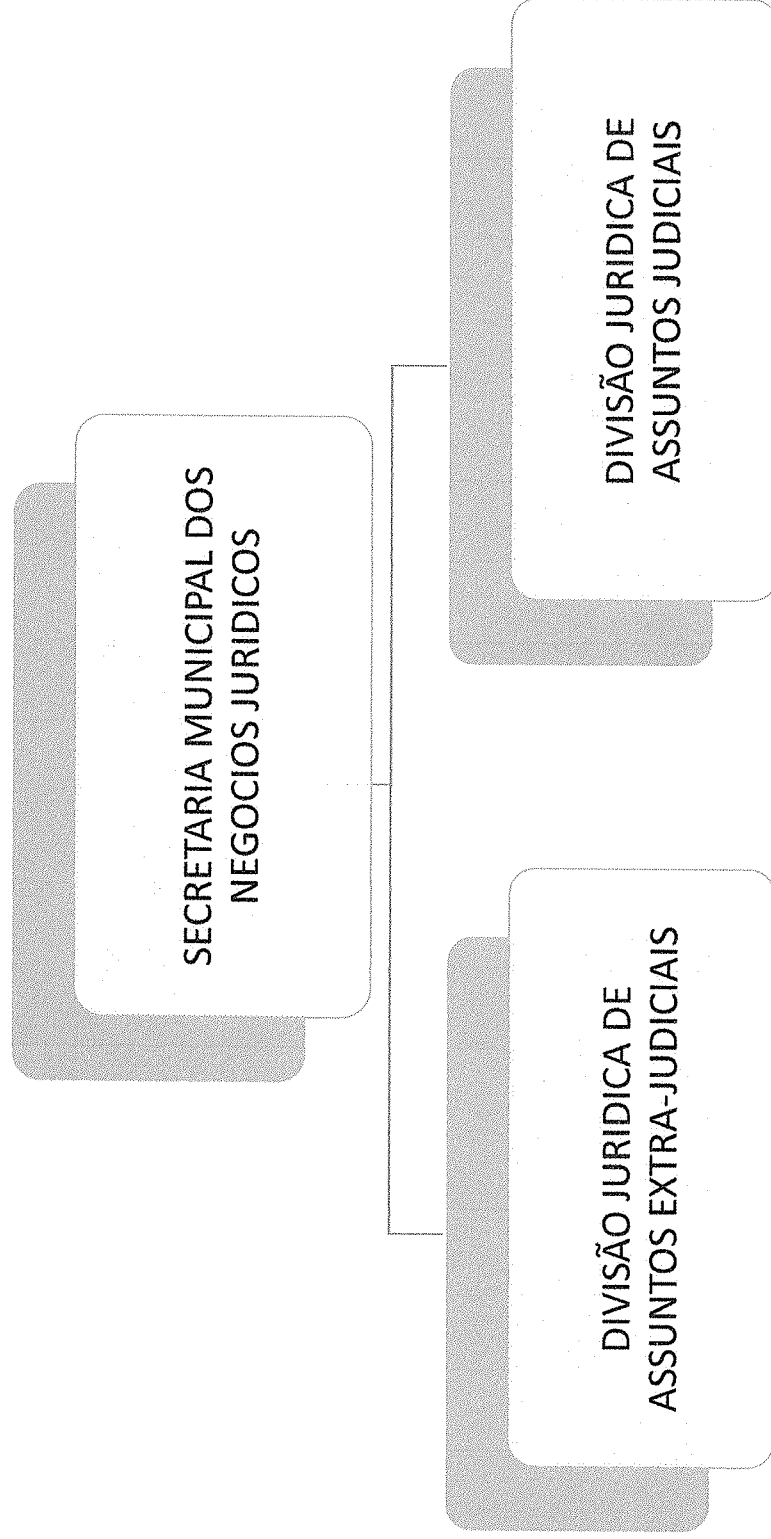 SECRETARIA MUNICIPAL DOS
NEGOCIOS JURIDICOS
DIVISÃO JURIDICA DE
ASSUNTOS EXTRA-JUDICIAIS
DIVISÃO JURIDICA DE
ASSUNTOS JUDICIAIS